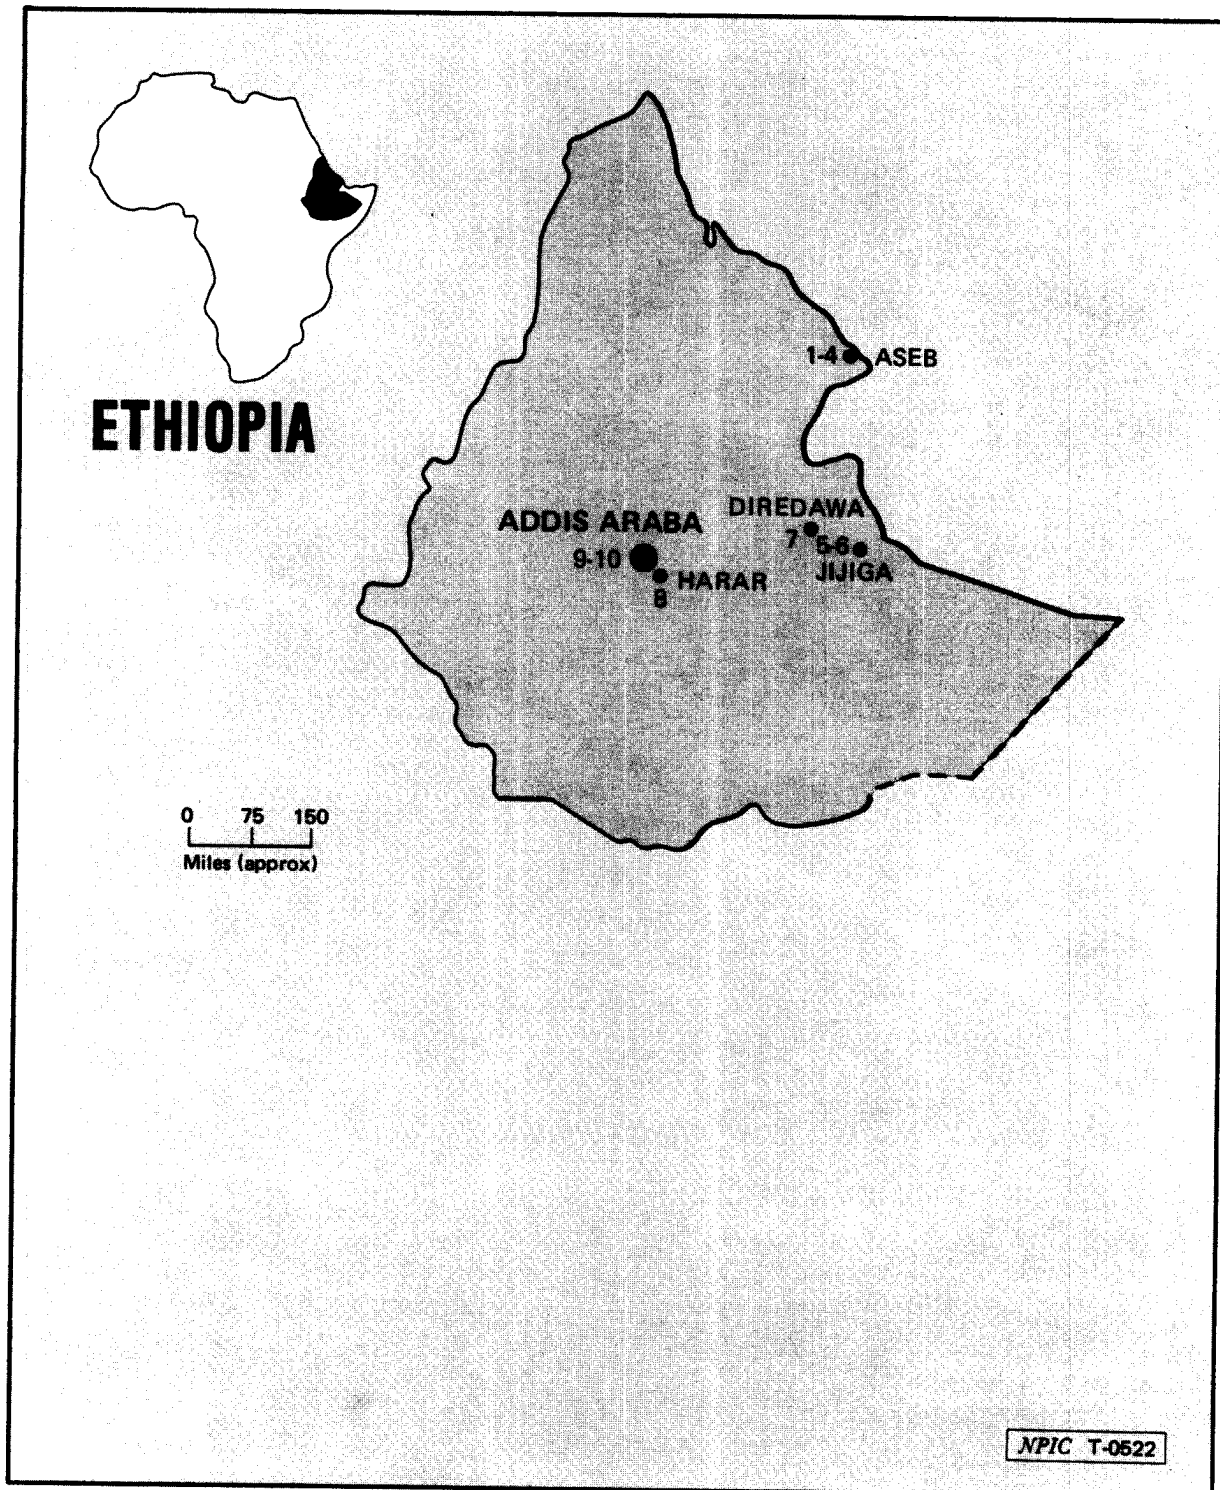 ETHIOPIA
1-4 ASEB
DIREDAWA
7
5-6
JIJIGA
ADDIS ARABA
9-10
HARAR
8
0 75 150
Miles (approx)
NPIC T-0522